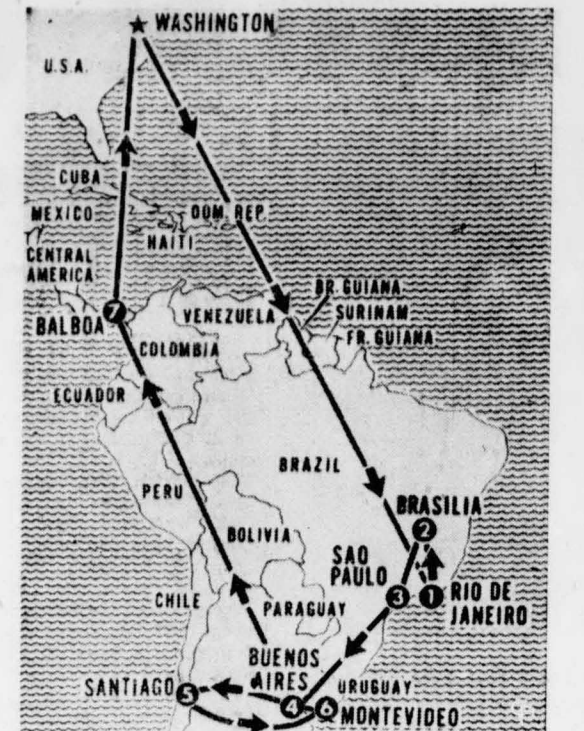 WASHINGTON
U.S.A.
CUBA
MEXICO
DOM. REP.
HAITI
CENTRAL
AMERICA
7
BALBOA
VENEZUELA
BR. GUIANA
SURINAM
FR. GUIANA
COLOMBIA
ECUADOR
BRAZIL
PERU
BRASILIA
2
BOLIVIA
SAO
PAULO
3
1
RIO DE
JANEIRO
CHILE
PARAGUAY
BUENOS
AIRES
SANTIAGO
5
4
URUGUAY
6
MONTEVIDEO